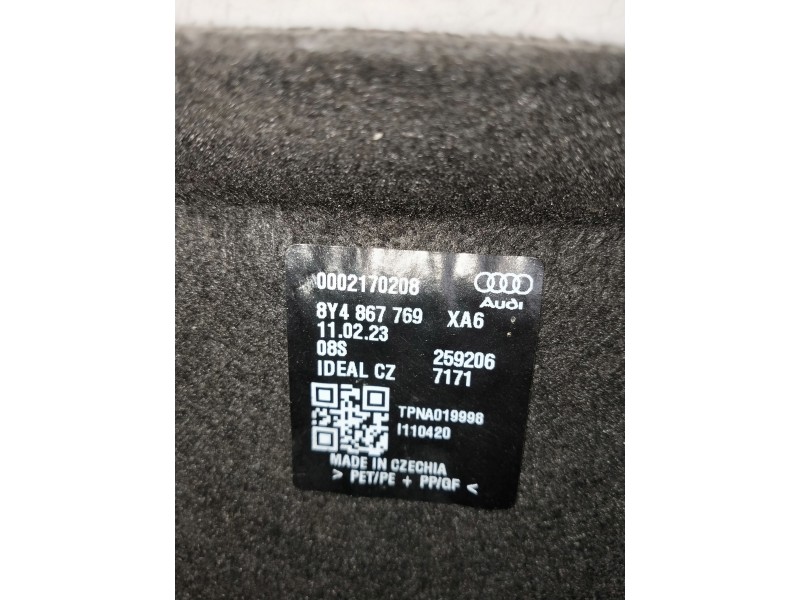 0002170208
Audi
8Y4 867 769 XA6
11.02.23
08S 259206
IDEAL CZ 7171
TPNA019998
I110420
MADE IN CZECHIA
> PET/PE + PP/GF <